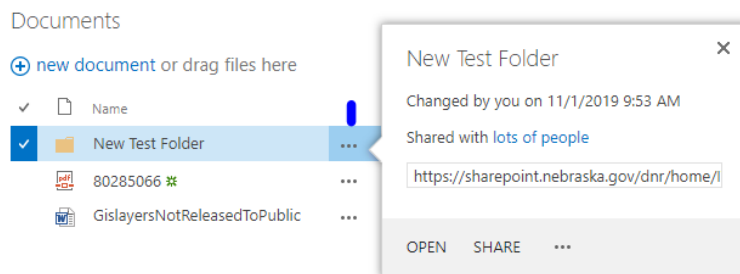 Documents
new document or drag files here
Name
New Test Folder
80285066
GislayersNotReleasedToPublic
New Test Folder
Changed by you on 11/1/2019 9:53 AM
Shared with lots of people
https://sharepoint.nebraska.gov/dnr/home/
OPEN SHARE ...